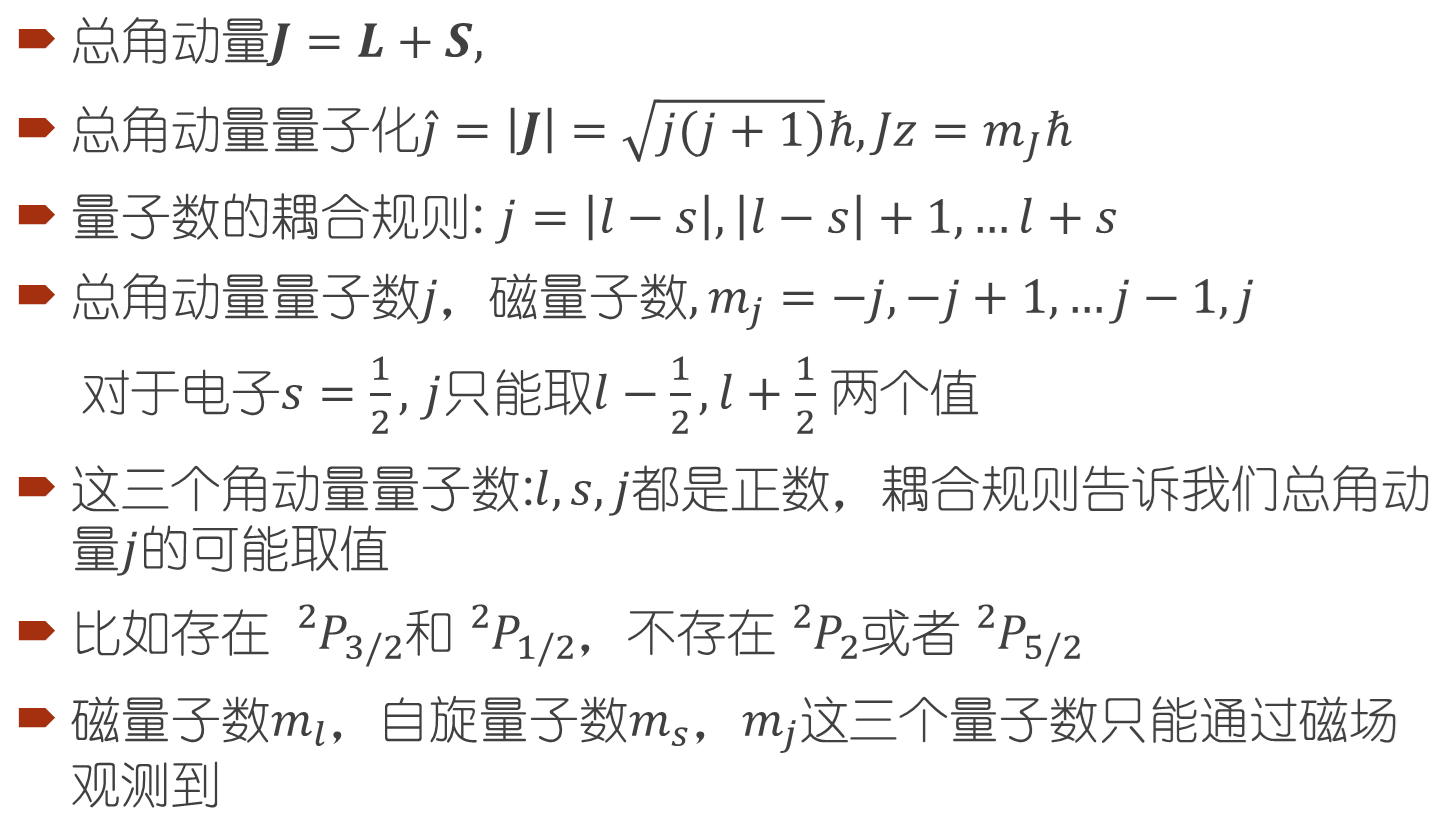 总角动量J = L + S,
总角动量量子化ĵ = |J| = √j(j + 1)ℏ, Jz = m_Jℏ
量子数的耦合规则: j = |l − s|, |l − s| + 1, … l + s
总角动量量子数j，磁量子数, m_j = −j, −j + 1, … j − 1, j
对于电子s = 1/2, j只能取l − 1/2, l + 1/2 两个值
这三个角动量量子数:l, s, j都是正数，耦合规则告诉我们总角动
量j的可能取值
比如存在 ²P_3/2和 ²P_1/2，不存在 ²P_2或者 ²P_5/2
磁量子数m_l，自旋量子数m_s，m_j这三个量子数只能通过磁场
观测到